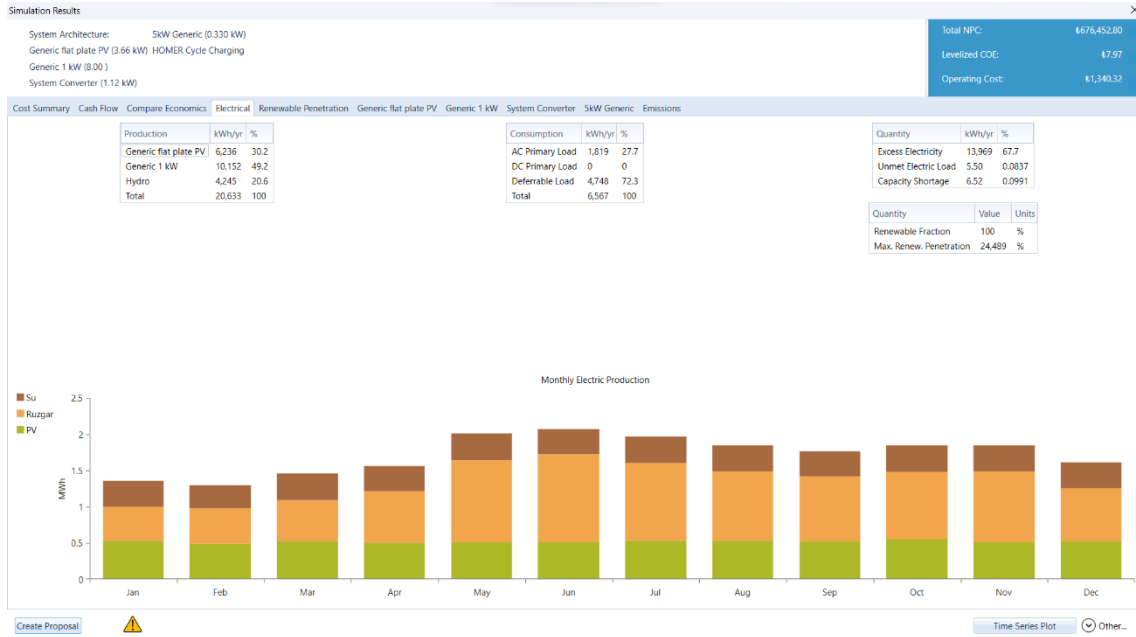 Simulation Results
System Architecture: 5kW Generic (0.330 kW)
Generic flat plate PV (3.66 kW) HOMER Cycle Charging
Generic 1 kW (8.00 )
System Converter (1.12 kW)
Total NPC: ₺676,452.80
Levelized COE: ₺7.97
Operating Cost: ₺1,340.32
Cost Summary Cash Flow Compare Economics Electrical Renewable Penetration Generic flat plate PV Generic 1 kW System Converter 5kW Generic Emissions
Production kWh/yr %
Generic flat plate PV 6,236 30.2
Generic 1 kW 10,152 49.2
Hydro 4,245 20.6
Total 20,633 100
Consumption kWh/yr %
AC Primary Load 1,819 27.7
DC Primary Load 0 0
Deferrable Load 4,748 72.3
Total 6,567 100
Quantity kWh/yr %
Excess Electricity 13,969 67.7
Unmet Electric Load 5.50 0.0837
Capacity Shortage 6.52 0.0991
Quantity Value Units
Renewable Fraction 100 %
Max. Renew. Penetration 24,489 %
Monthly Electric Production
Su
Ruzgar
PV
MWh
2.5
2
1.5
1
0.5
0
Jan Feb Mar Apr May Jun Jul Aug Sep Oct Nov Dec
Create Proposal
Time Series Plot
Other...